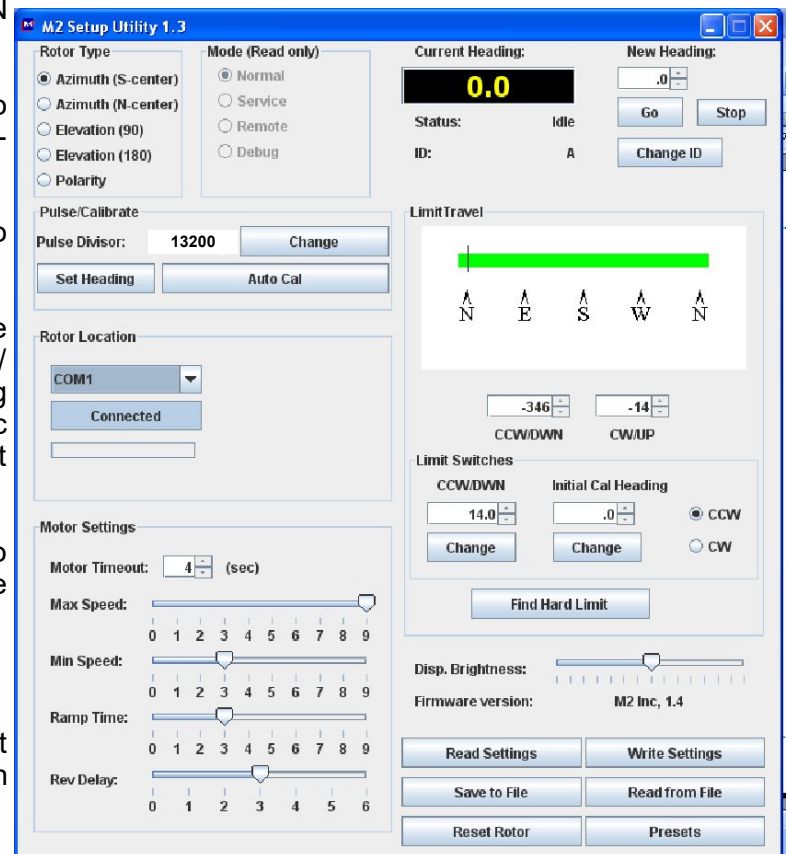 M2 Setup Utility 1.3
Rotor Type
Azimuth (S-center)
Azimuth (N-center)
Elevation (90)
Elevation (180)
Polarity
Mode (Read only)
Normal
Service
Remote
Debug
Current Heading:
0.0
Status: Idle
ID: A
New Heading:
.0
Go Stop
Change ID
Pulse/Calibrate
Pulse Divisor: 13200 Change
Set Heading Auto Cal
Rotor Location
COM1
Connected
Motor Settings
Motor Timeout: 4 (sec)
Max Speed:
0 1 2 3 4 5 6 7 8 9
Min Speed:
0 1 2 3 4 5 6 7 8 9
Ramp Time:
0 1 2 3 4 5 6 7 8 9
Rev Delay:
0 1 2 3 4 5 6
LimitTravel
N E S W N
-346 -14
CCW/DWN CW/UP
Limit Switches
CCW/DWN Initial Cal Heading
14.0 .0 CCW
Change Change CW
Find Hard Limit
Disp. Brightness:
Firmware version: M2 Inc, 1.4
Read Settings Write Settings
Save to File Read from File
Reset Rotor Presets